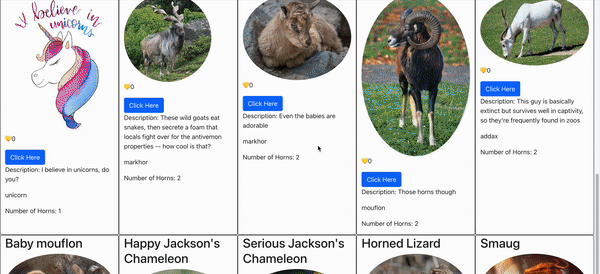 I believe in
unicorns
💛0
Click Here
Description: I believe in unicorns, do
you?
unicorn
Number of Horns: 1
💛0
Click Here
Description: These wild goats eat
snakes, then secrete a foam that
locals fight over for the antivemon
properties -- how cool is that?
markhor
Number of Horns: 2
💛0
Click Here
Description: Even the babies are
adorable
markhor
Number of Horns: 2
💛0
Click Here
Description: Those horns though
mouflon
Number of Horns: 2
💛0
Click Here
Description: This guy is basically
extinct but survives well in captivity,
so they're frequently found in zoos
addax
Number of Horns: 2
Baby mouflon
Happy Jackson's
Chameleon
Serious Jackson's
Chameleon
Horned Lizard
Smaug